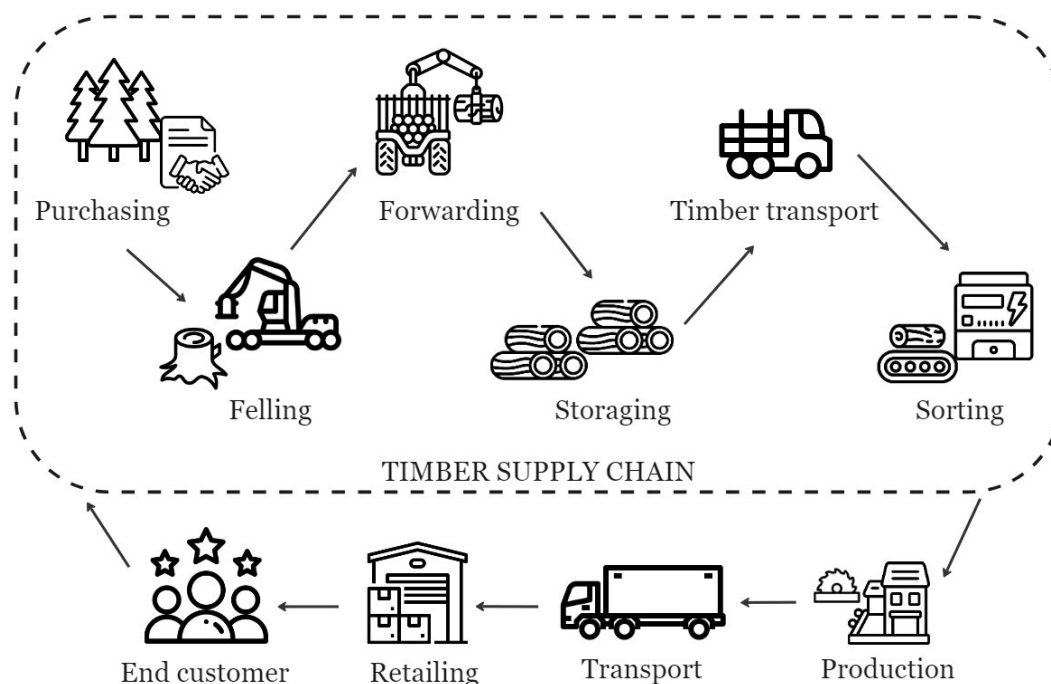 Purchasing
Forwarding
Timber transport
Felling
Storaging
Sorting
TIMBER SUPPLY CHAIN
End customer
Retailing
Transport
Production